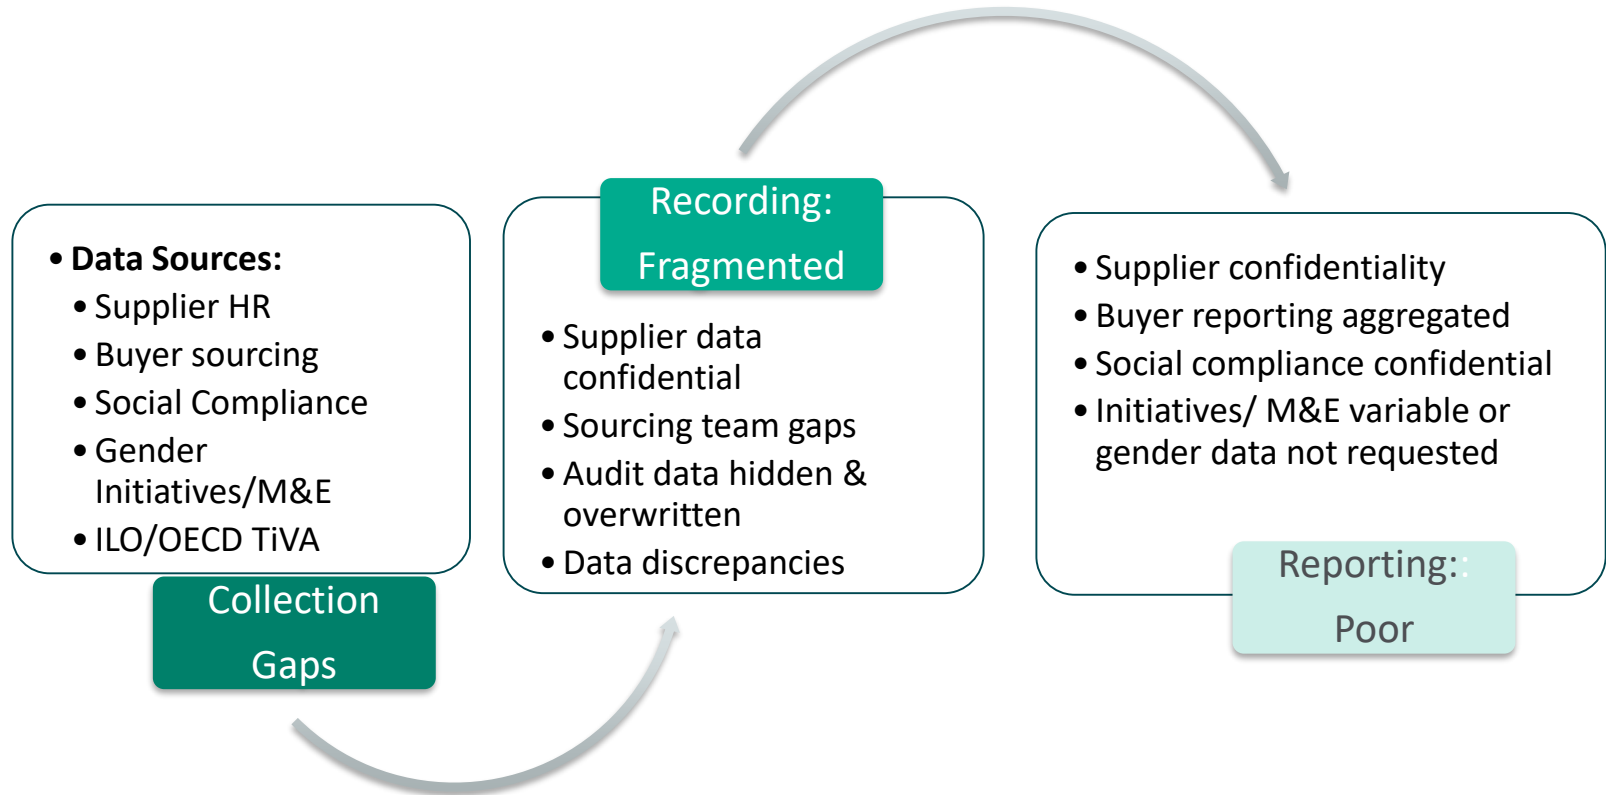 • Data Sources:
• Supplier HR
• Buyer sourcing
• Social Compliance
• Gender
Initiatives/M&E
• ILO/OECD TiVA
Collection
Gaps
Recording:
Fragmented
• Supplier data
confidential
• Sourcing team gaps
• Audit data hidden &
overwritten
• Data discrepancies
• Supplier confidentiality
• Buyer reporting aggregated
• Social compliance confidential
• Initiatives/ M&E variable or
gender data not requested
Reporting::
Poor